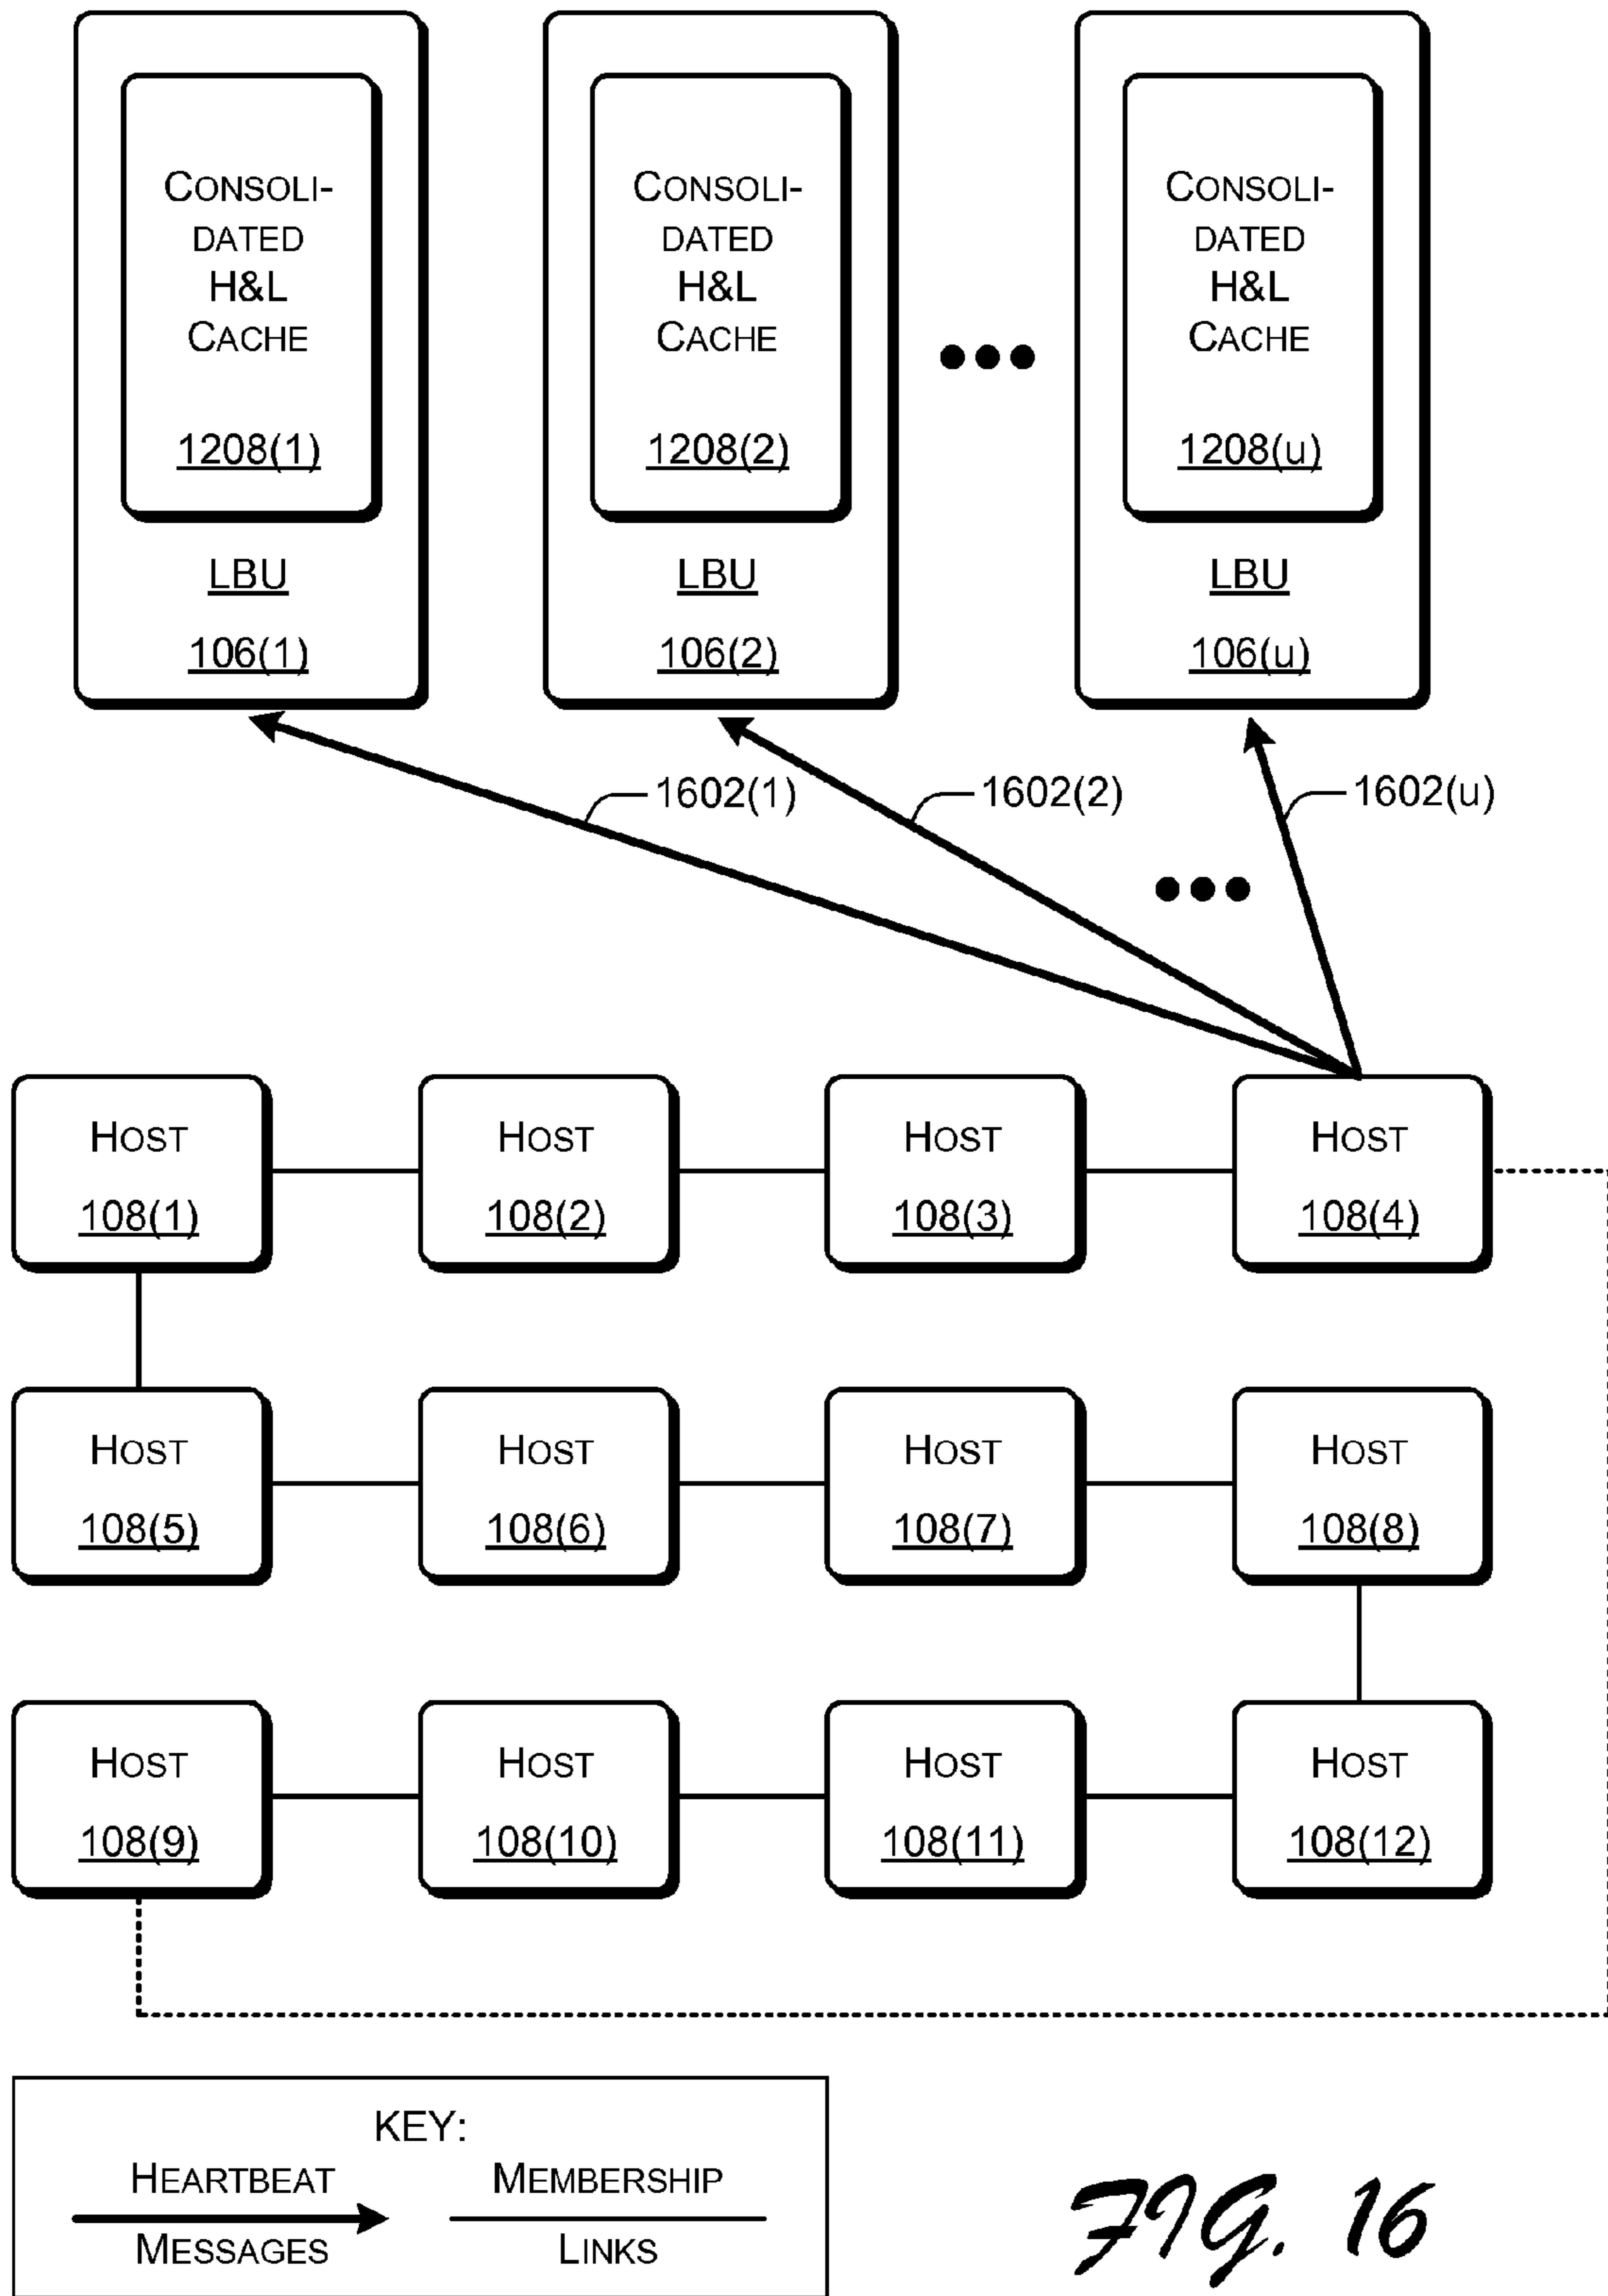 CONSOLI-
DATED
H&L
CACHE
1208(1)
LBU
106(1)
CONSOLI-
DATED
H&L
CACHE
1208(2)
LBU
106(2)
CONSOLI-
DATED
H&L
CACHE
1208(u)
LBU
106(u)
1602(1)
1602(2)
1602(u)
HOST
108(1)
HOST
108(2)
HOST
108(3)
HOST
108(4)
HOST
108(5)
HOST
108(6)
HOST
108(7)
HOST
108(8)
HOST
108(9)
HOST
108(10)
HOST
108(11)
HOST
108(12)
KEY:
HEARTBEAT
MESSAGES
MEMBERSHIP
LINKS
FIG. 16